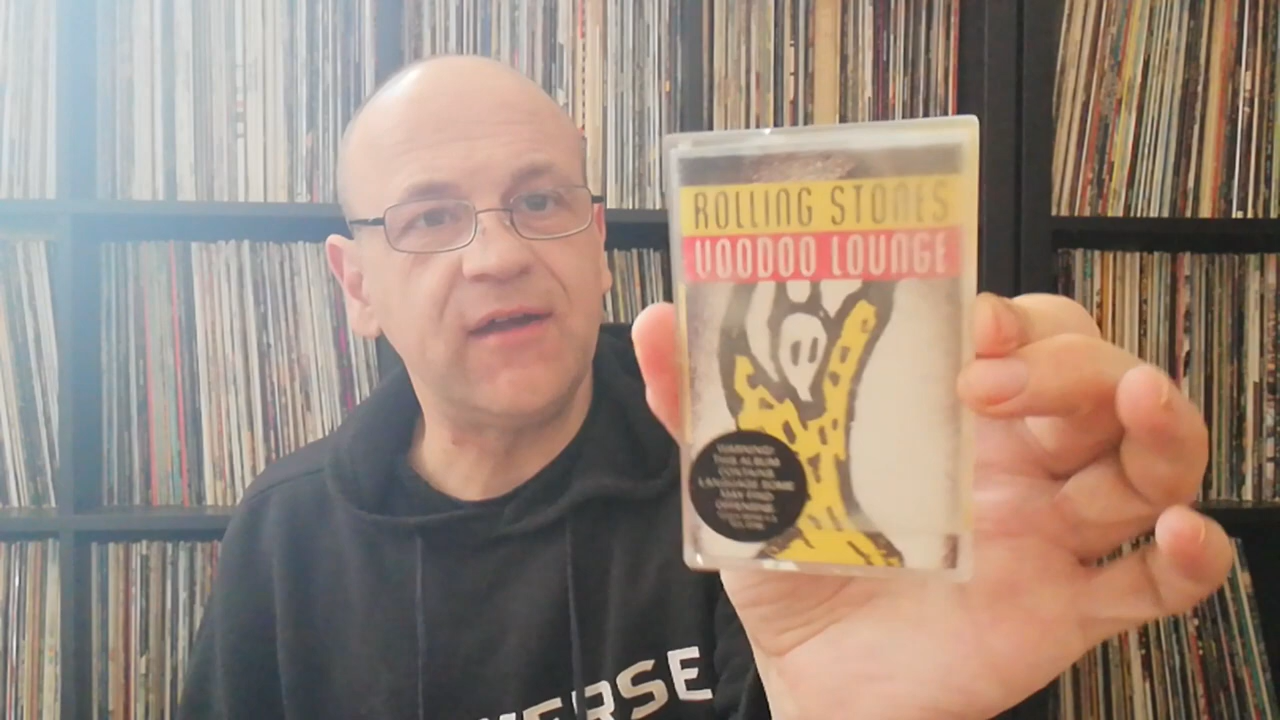 ROLLING STONES
VOODOO LOUNGE
WARNING!
THIS ALBUM
CONTAINS
LANGUAGE SOME
MAY FIND
OFFENSIVE
ERSE